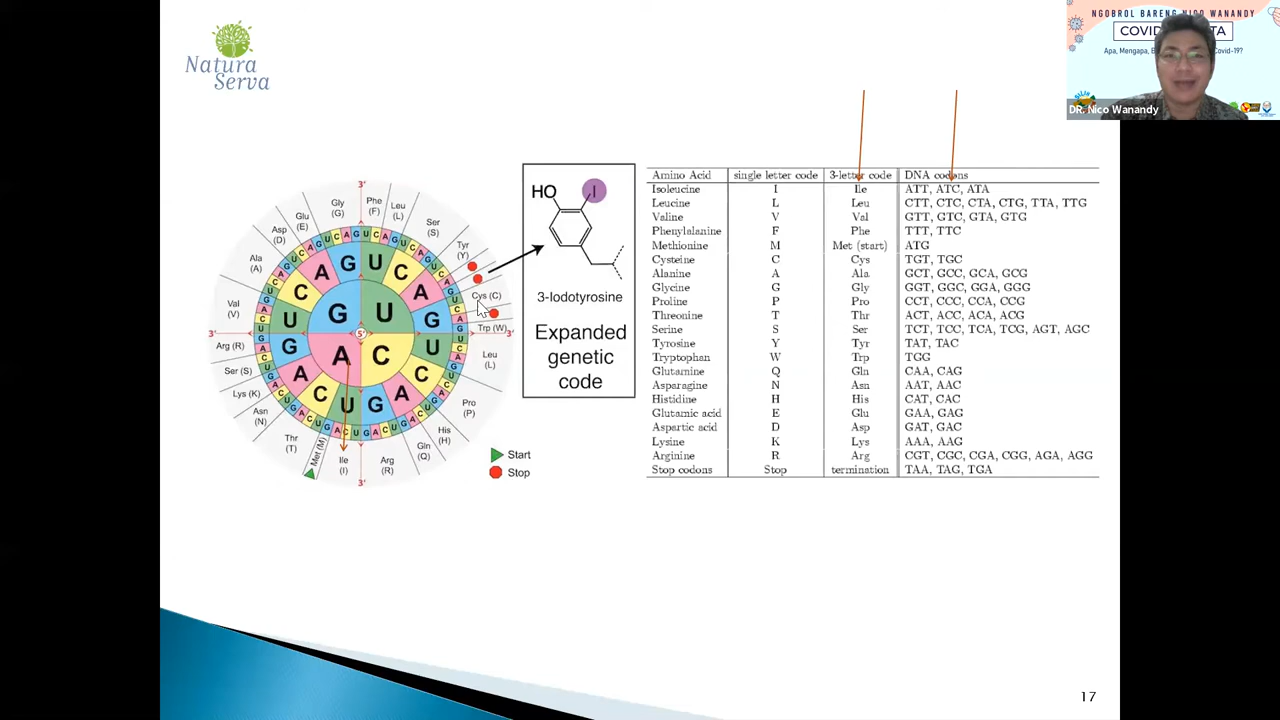 Natura
Serva
NGOBROL BARENG NICO WANANDY
COVID
TA
Apa, Mengapa,
Covid-19?
DR. Nico Wanandy
3'
Gly
(G)
Phe
(F)
Leu
(L)
Glu
(E)
Ser
(S)
Asp
(D)
Tyr
(Y)
Ala
(A)
Cys (C)
Val
(V)
Trp (W)
3'
5'
3'
Arg (R)
Leu
(L)
Ser (S)
Lys (K)
Pro
(P)
Asn
(N)
His
(H)
Thr
(T)
Gln
(Q)
Met (M)
Ile
(I)
Arg
(R)
3'
G U
A C
A G U C
C A
U G
G U
A C
C U G A
Start
Stop
HO I
3-Iodotyrosine
Expanded
genetic
code
Amino Acid single letter code 3-letter code DNA codons
Isoleucine I Ile ATT, ATC, ATA
Leucine L Leu CTT, CTC, CTA, CTG, TTA, TTG
Valine V Val GTT, GTC, GTA, GTG
Phenylalanine F Phe TTT, TTC
Methionine M Met (start) ATG
Cysteine C Cys TGT, TGC
Alanine A Ala GCT, GCC, GCA, GCG
Glycine G Gly GGT, GGC, GGA, GGG
Proline P Pro CCT, CCC, CCA, CCG
Threonine T Thr ACT, ACC, ACA, ACG
Serine S Ser TCT, TCC, TCA, TCG, AGT, AGC
Tyrosine Y Tyr TAT, TAC
Tryptophan W Trp TGG
Glutamine Q Gln CAA, CAG
Asparagine N Asn AAT, AAC
Histidine H His CAT, CAC
Glutamic acid E Glu GAA, GAG
Aspartic acid D Asp GAT, GAC
Lysine K Lys AAA, AAG
Arginine R Arg CGT, CGC, CGA, CGG, AGA, AGG
Stop codons Stop termination TAA, TAG, TGA
17